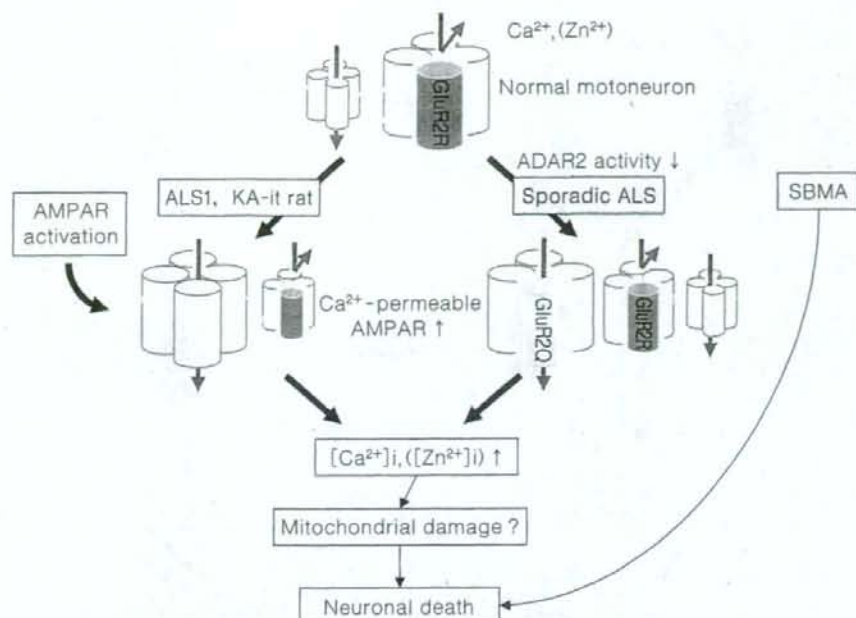 Ca²⁺,(Zn²⁺)
Normal motoneuron
GluR2R
ADAR2 activity ↓
ALS1, KA-it rat
Sporadic ALS
SBMA
AMPAR
activation
Ca²⁺-permeable
AMPAR ↑
GluR2Q
GluR2R
[Ca²⁺]i,([Zn²⁺]i) ↑
Mitochondrial damage ?
Neuronal death